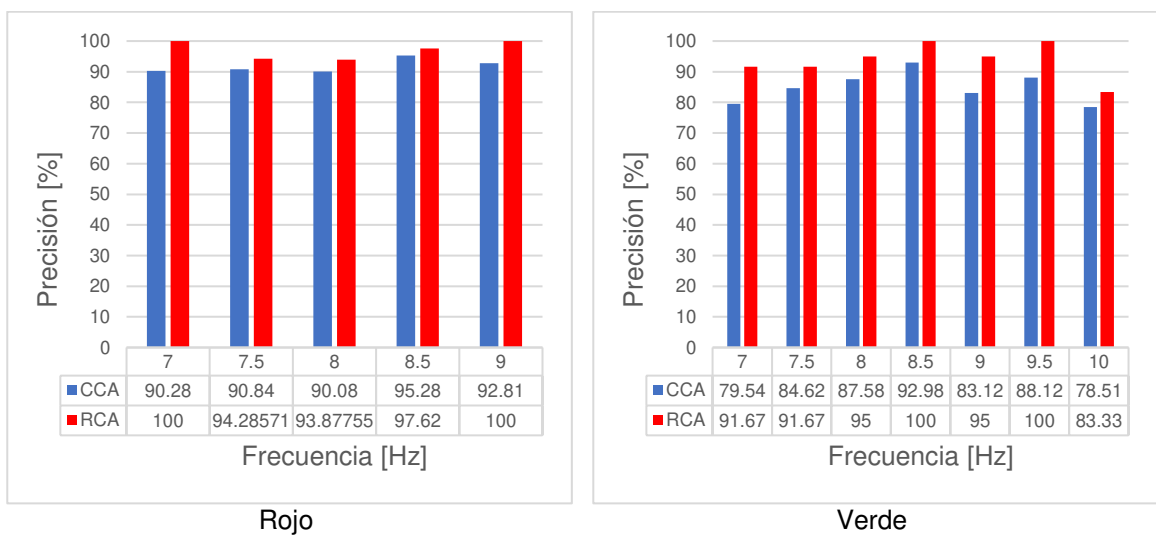 100
90
80
70
60
50
40
30
20
10
0
Precisión [%]
7 7.5 8 8.5 9
CCA 90.28 90.84 90.08 95.28 92.81
RCA 100 94.28571 93.87755 97.62 100
Frecuencia [Hz]
Rojo
100
90
80
70
60
50
40
30
20
10
0
Precisión [%]
7 7.5 8 8.5 9 9.5 10
CCA 79.54 84.62 87.58 92.98 83.12 88.12 78.51
RCA 91.67 91.67 95 100 95 100 83.33
Frecuencia [Hz]
Verde